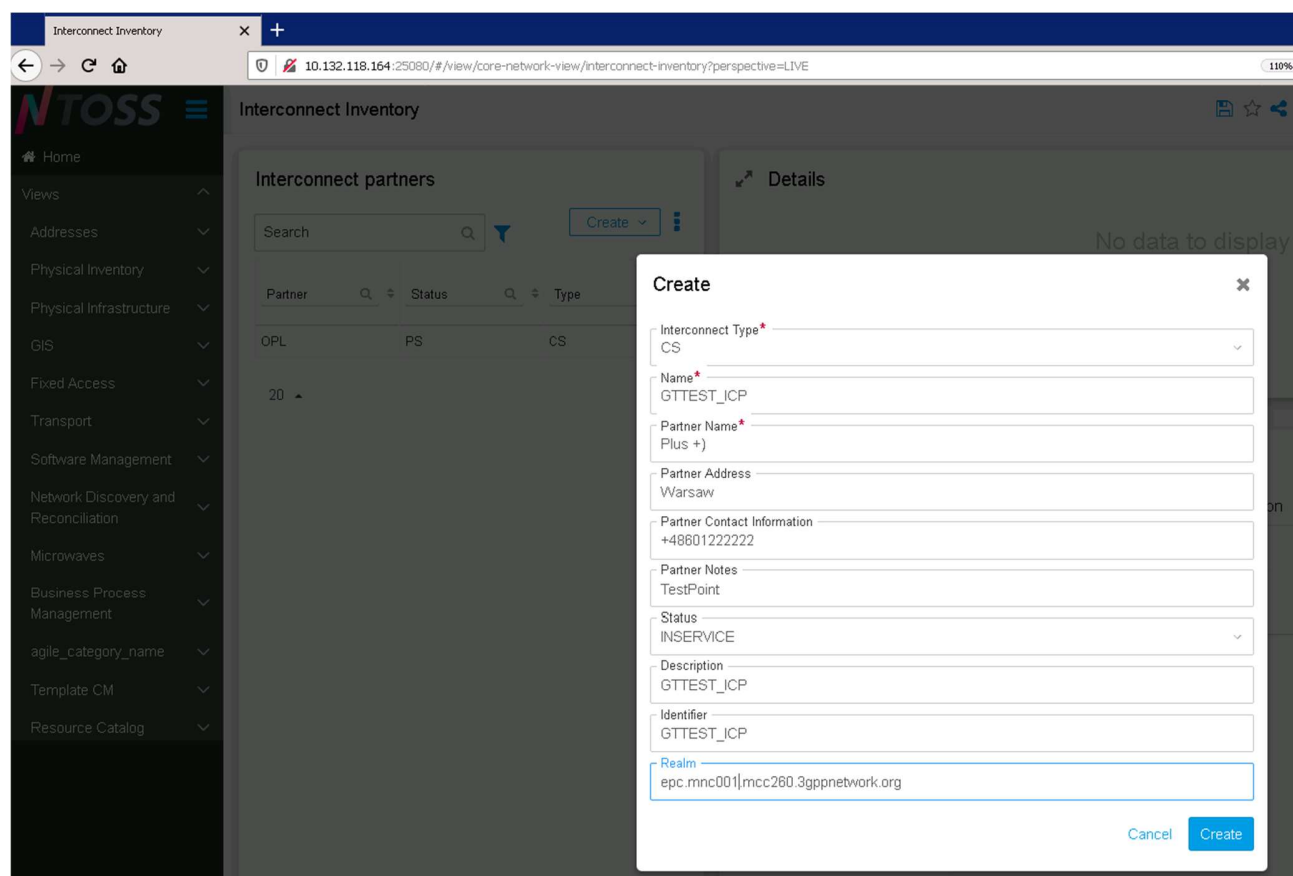 Interconnect Inventory
10.132.118.164:25080/#/view/core-network-view/interconnect-inventory?perspective=LIVE
110%
NTOSS
Interconnect Inventory
Home
Views
Addresses
Physical Inventory
Physical Infrastructure
GIS
Fixed Access
Transport
Software Management
Network Discovery and
Reconciliation
Microwaves
Business Process
Management
agile_category_name
Template CM
Resource Catalog
Interconnect partners
Search
Create
Partner Status Type
OPL PS CS
20
Details
No data to display
on
Create
Interconnect Type*
CS
Name*
GTTEST_ICP
Partner Name*
Plus +)
Partner Address
Warsaw
Partner Contact Information
+48601222222
Partner Notes
TestPoint
Status
INSERVICE
Description
GTTEST_ICP
Identifier
GTTEST_ICP
Realm
epc.mnc001.mcc260.3gppnetwork.org
Cancel Create